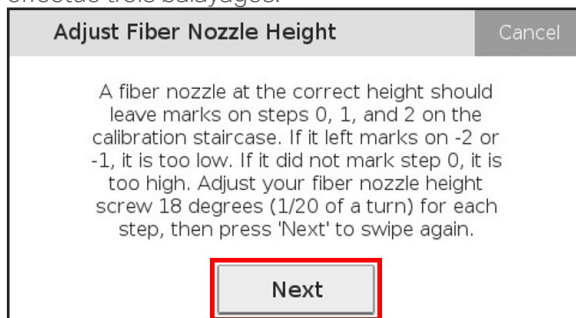 effectue trois balayages.
Adjust Fiber Nozzle Height
Cancel
A fiber nozzle at the correct height should
leave marks on steps 0, 1, and 2 on the
calibration staircase. If it left marks on -2 or
-1, it is too low. If it did not mark step 0, it is
too high. Adjust your fiber nozzle height
screw 18 degrees (1/20 of a turn) for each
step, then press 'Next' to swipe again.
Next